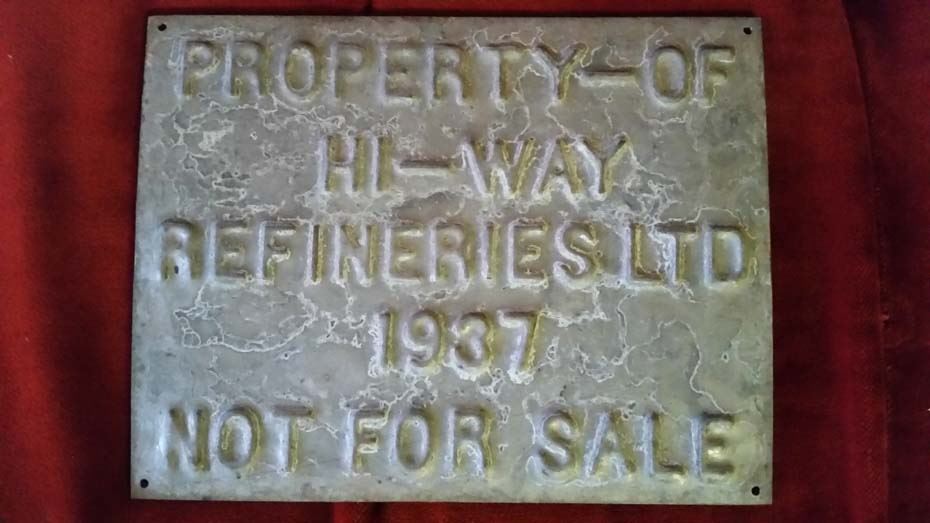 PROPERTY-OF
HI-WAY
REFINERIES LTD
1937
NOT FOR SALE